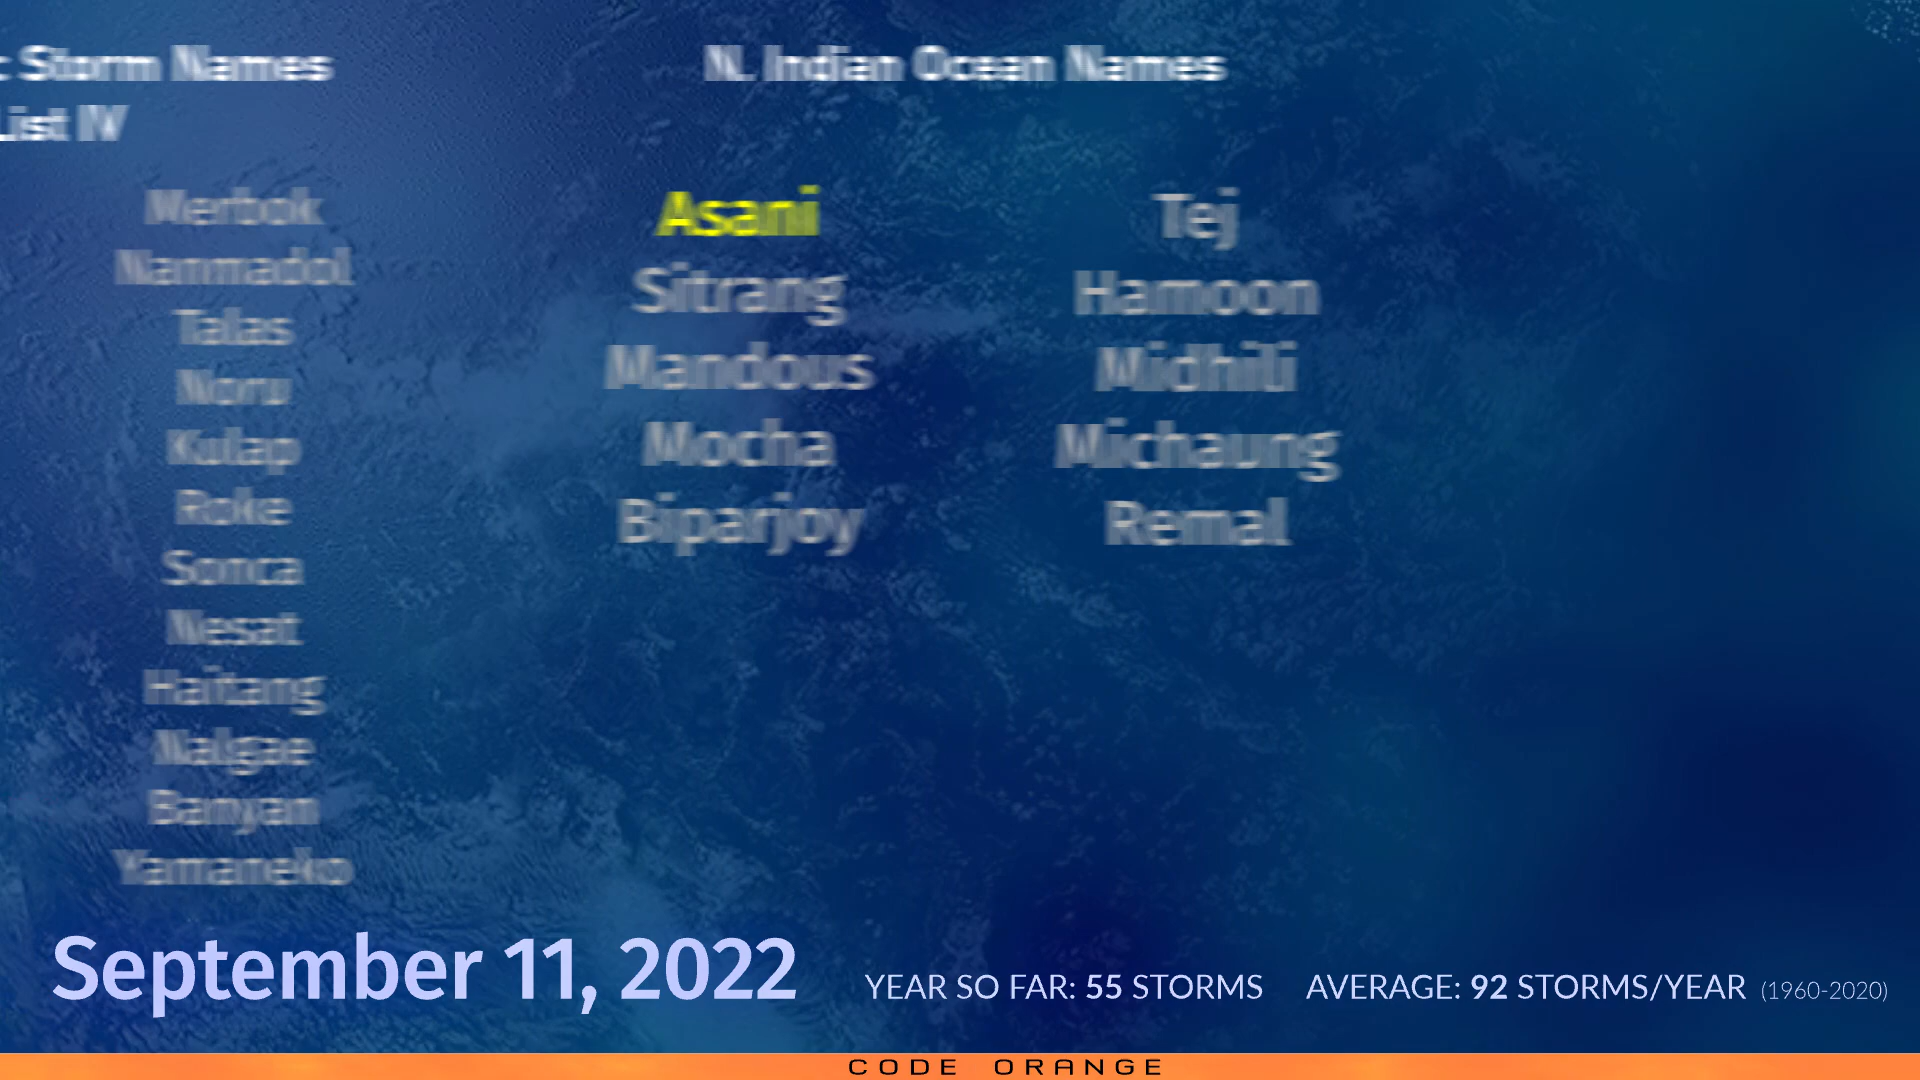 c Storm Names
List IV
Merbok
Nanmadol
Talas
Noru
Kulap
Roke
Sonca
Nesat
Haitang
Nalgae
Banyan
Yamaneko
N. Indian Ocean Names
Asani
Sitrang
Mandous
Mocha
Biparjoy
Tej
Hamoon
Midhili
Michaung
Remal
September 11, 2022
YEAR SO FAR: 55 STORMS
AVERAGE: 92 STORMS/YEAR (1960-2020)
CODE ORANGE